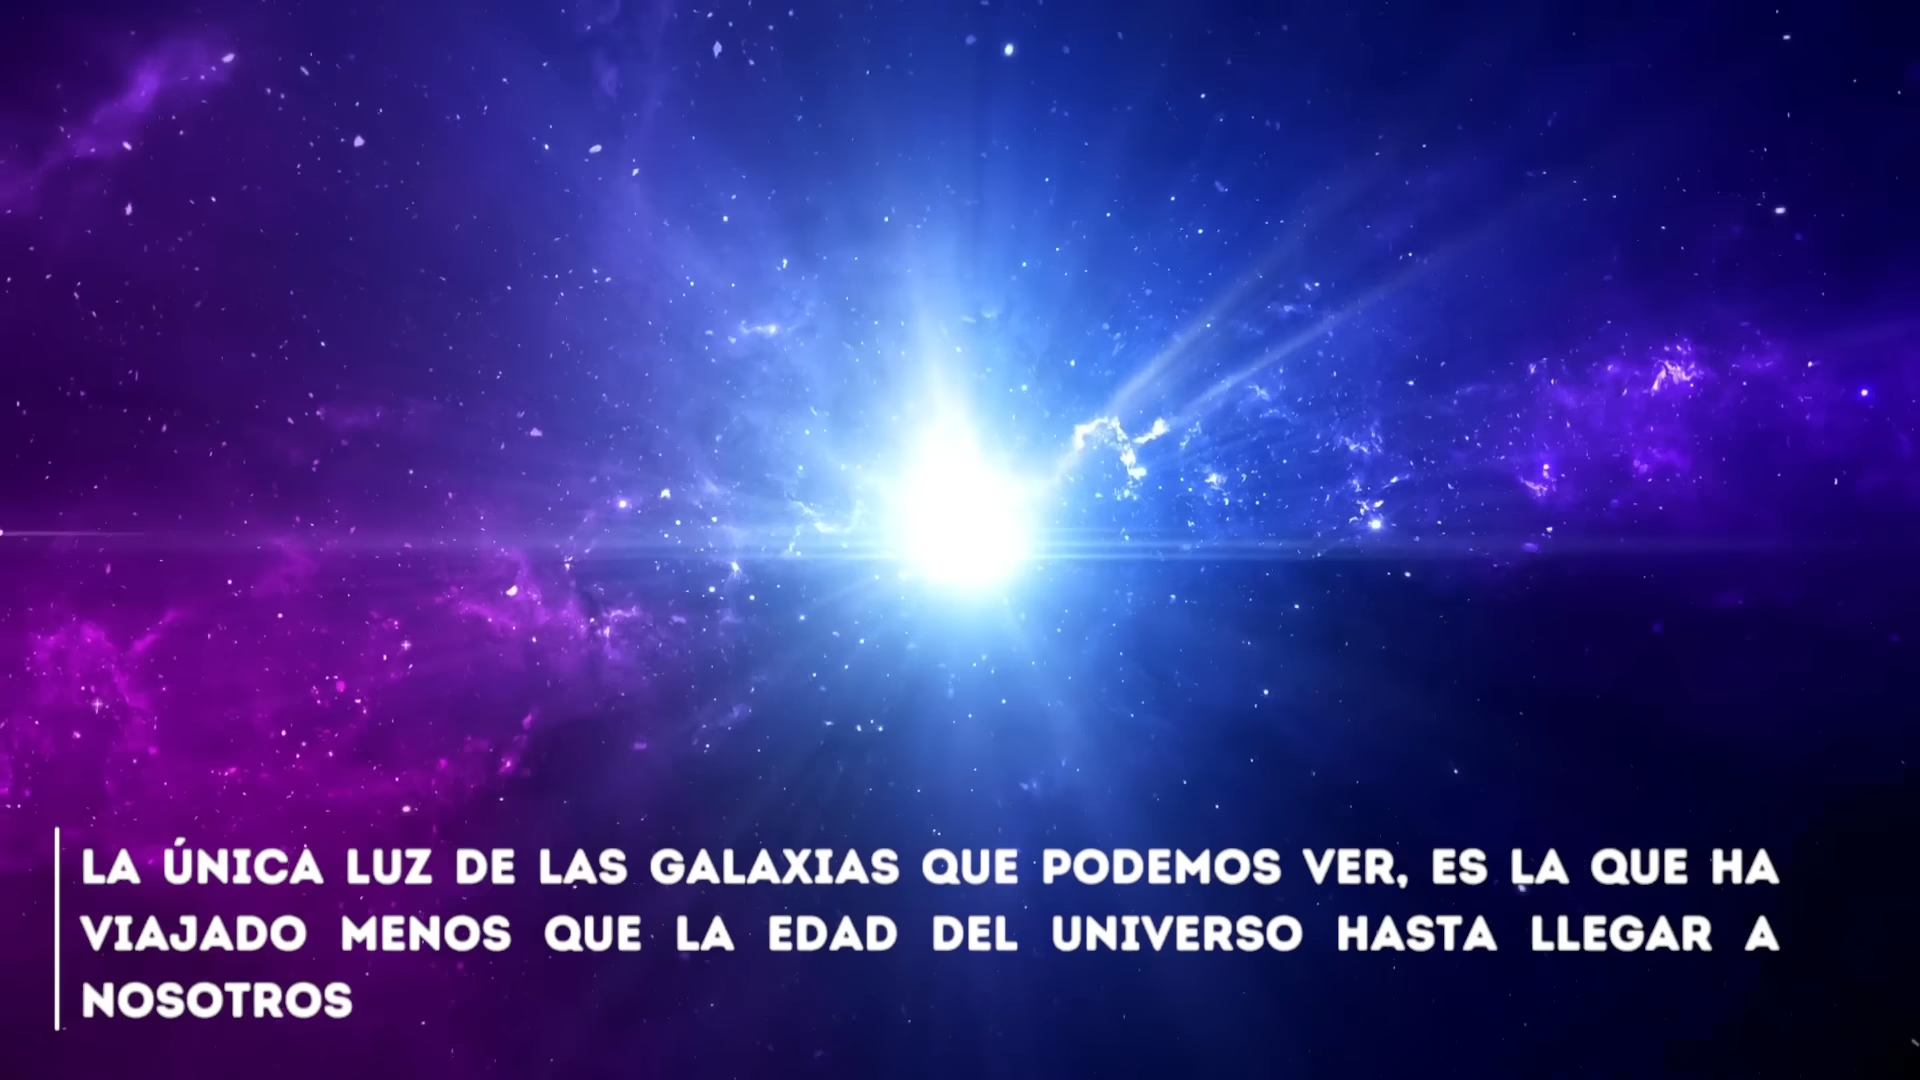 LA ÚNICA LUZ DE LAS GALAXIAS QUE PODEMOS VER, ES LA QUE HA
VIAJADO MENOS QUE LA EDAD DEL UNIVERSO HASTA LLEGAR A
NOSOTROS